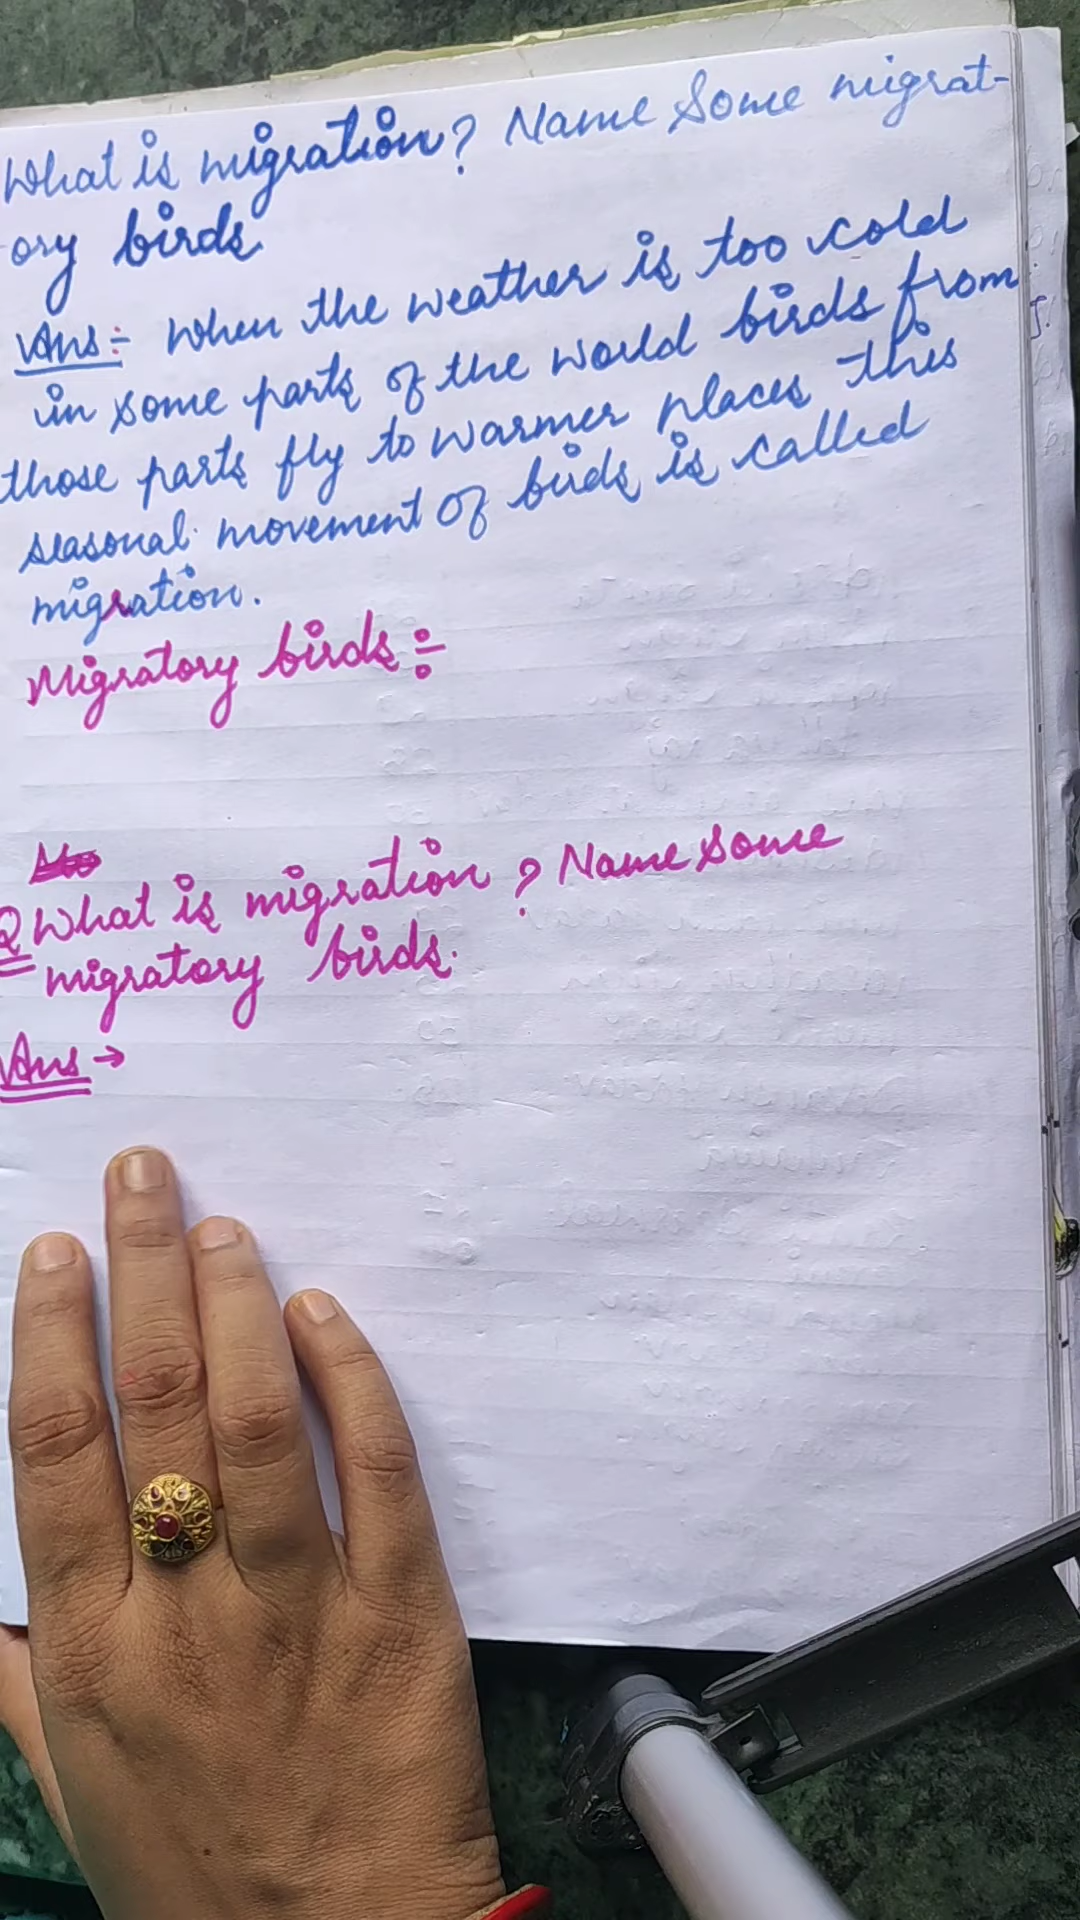 What is migration? Name Some migrat-
ory birds
Ans:- When the weather is too cold
in some parts of the world birds from
those parts fly to warmer places this
seasonal movement of birds is called
migration.
Migratory birds ÷
Q What is migration ? Name some
migratory birds.
Ans →